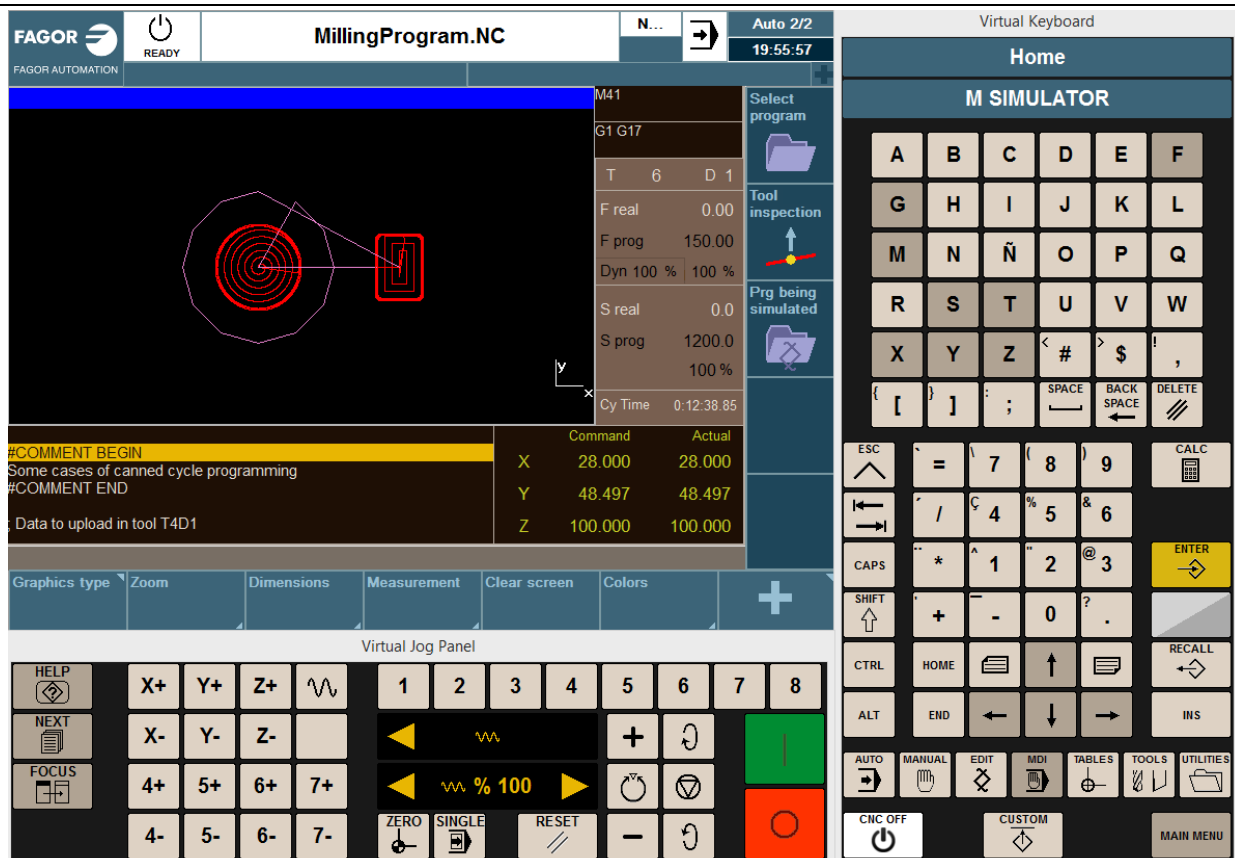 FAGOR
FAGOR AUTOMATION
READY
MillingProgram.NC
N...
Auto 2/2
19:55:57
M41
G1 G17
T 6 D 1
F real 0.00
F prog 150.00
Dyn 100 % 100 %
S real 0.0
S prog 1200.0
100 %
Cy Time 0:12:38.85
y
x
Select
program
Tool
inspection
Prg being
simulated
#COMMENT BEGIN
Some cases of canned cycle programming
#COMMENT END
; Data to upload in tool T4D1
Command Actual
X 28.000 28.000
Y 48.497 48.497
Z 100.000 100.000
Graphics type Zoom Dimensions Measurement Clear screen Colors
Virtual Jog Panel
HELP
X+ Y+ Z+ 1 2 3 4 5 6 7 8
NEXT
X- Y- Z- +
FOCUS
4+ 5+ 6+ 7+ % 100
4- 5- 6- 7- ZERO SINGLE RESET -
Virtual Keyboard
Home
M SIMULATOR
A B C D E F
G H I J K L
M N Ñ O P Q
R S T U V W
X Y Z < # > $ ! ,
{ [ } ] : ; SPACE BACK SPACE DELETE
ESC ` = \ 7 ( 8 ) 9 CALC
´ / Ç 4 % 5 & 6
CAPS ¨ * ^ 1 " 2 @ 3 ENTER
SHIFT ' + ¯ - 0 ? .
CTRL HOME RECALL
ALT END INS
AUTO MANUAL EDIT MDI TABLES TOOLS UTILITIES
CNC OFF CUSTOM MAIN MENU